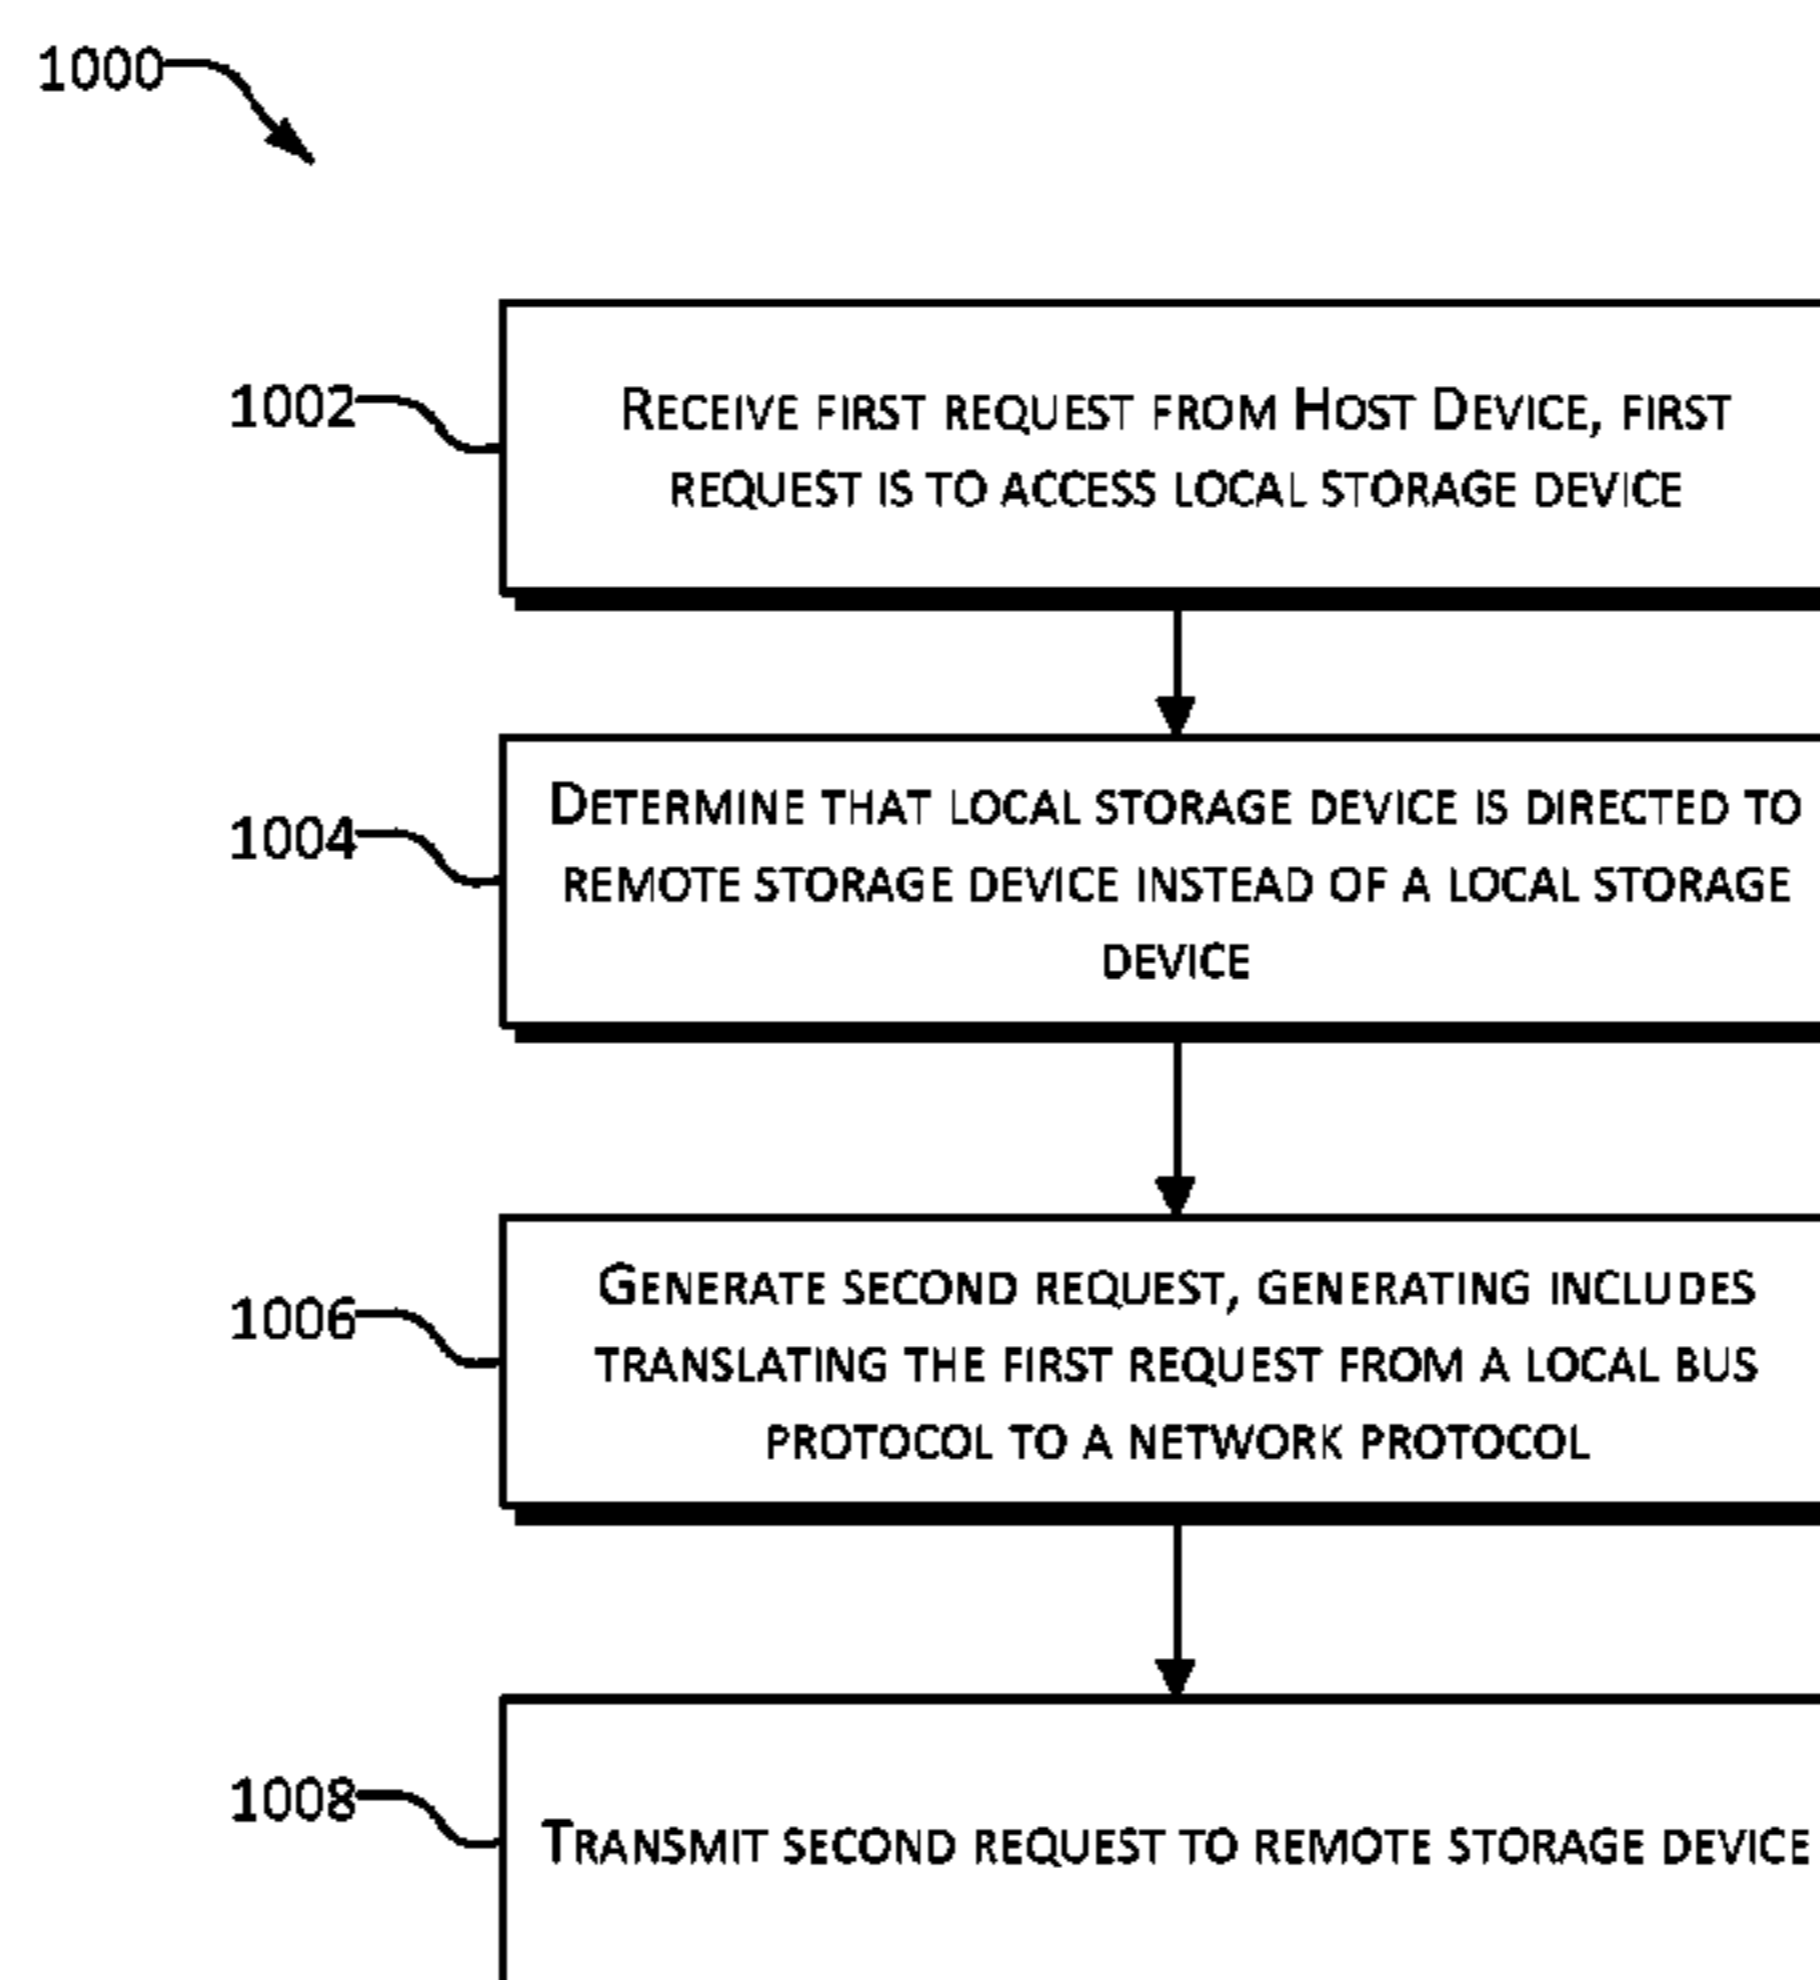 1000
1002
RECEIVE FIRST REQUEST FROM HOST DEVICE, FIRST
REQUEST IS TO ACCESS LOCAL STORAGE DEVICE
1004
DETERMINE THAT LOCAL STORAGE DEVICE IS DIRECTED TO
REMOTE STORAGE DEVICE INSTEAD OF A LOCAL STORAGE
DEVICE
1006
GENERATE SECOND REQUEST, GENERATING INCLUDES
TRANSLATING THE FIRST REQUEST FROM A LOCAL BUS
PROTOCOL TO A NETWORK PROTOCOL
1008
TRANSMIT SECOND REQUEST TO REMOTE STORAGE DEVICE